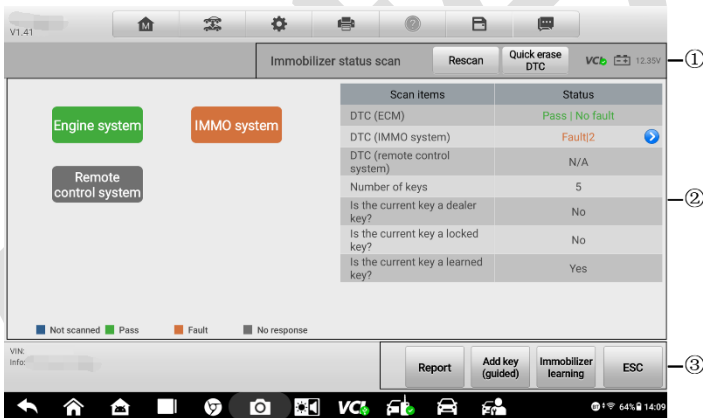 V1.41
Immobilizer status scan
Rescan
Quick erase
DTC
VCI
12.35V
①
Engine system
IMMO system
Remote
control system
Scan items Status
DTC (ECM) Pass | No fault
DTC (IMMO system) Fault|2
DTC (remote control
system) N/A
Number of keys 5
Is the current key a dealer
key? No
Is the current key a locked
key? No
Is the current key a learned
key? Yes
②
Not scanned Pass Fault No response
VIN:
Info:
Report
Add key
(guided)
Immobilizer
learning
ESC
③
VCI
64% 14:09